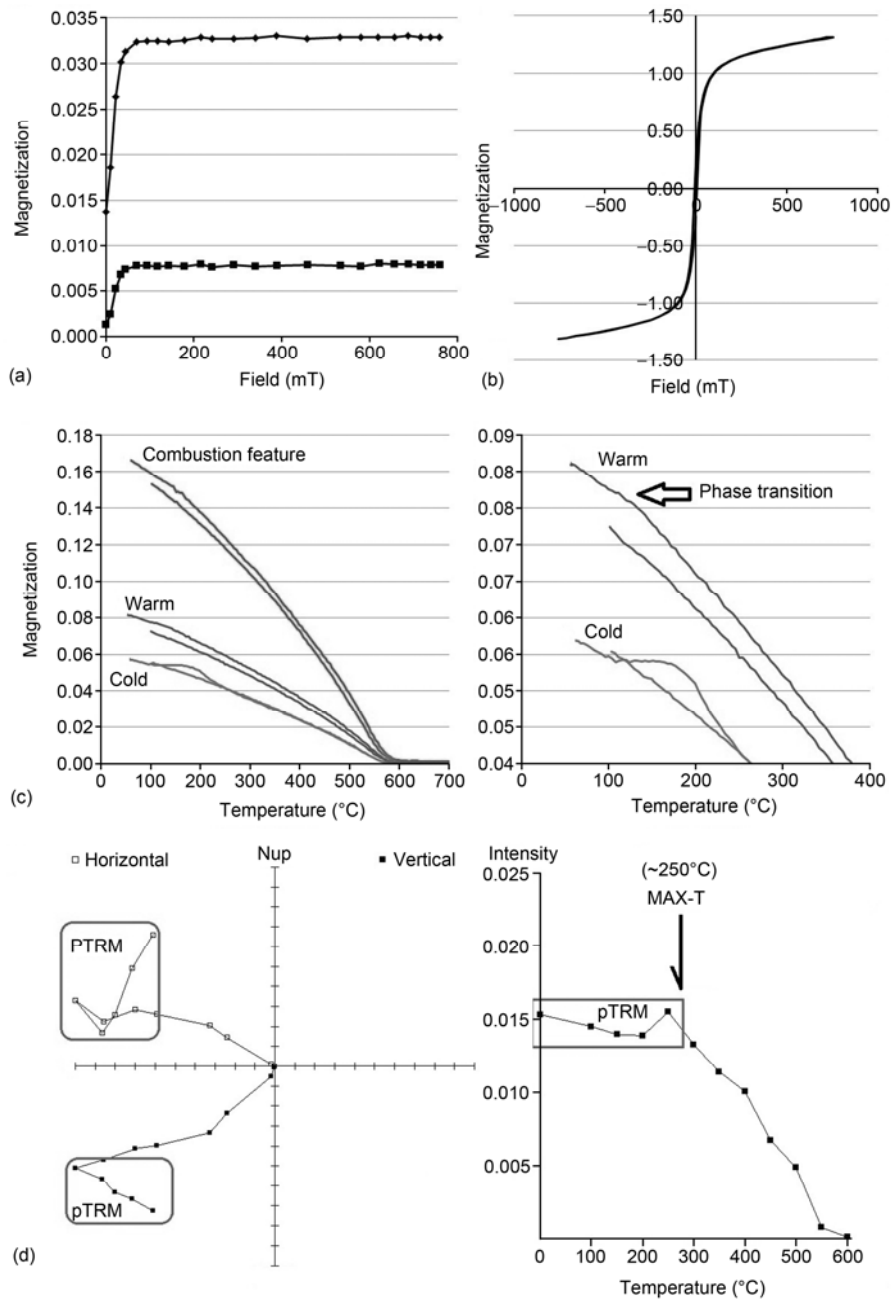 (a)
0.035
0.030
0.025
0.020
0.015
0.010
0.005
0.000
Magnetization
0 200 400 600 800
Field (mT)
(b)
1.50
1.00
0.50
0.00
−0.50
−1.00
−1.50
Magnetization
−1000 −500 0 500 1000
Field (mT)
(c)
0.18
0.16
0.14
0.12
0.10
0.08
0.06
0.04
0.02
0.00
Magnetization
Combustion feature
Warm
Cold
0 100 200 300 400 500 600 700
Temperature (°C)
0.09
0.08
0.08
0.07
0.07
0.06
0.06
0.05
0.05
0.04
Warm
Phase transition
Cold
0 100 200 300 400
Temperature (°C)
(d)
Horizontal
Nup
Vertical
PTRM
pTRM
Intensity
0.025
0.020
0.015
0.010
0.005
(~250°C)
MAX-T
pTRM
0 100 200 300 400 500 600
Temperature (°C)